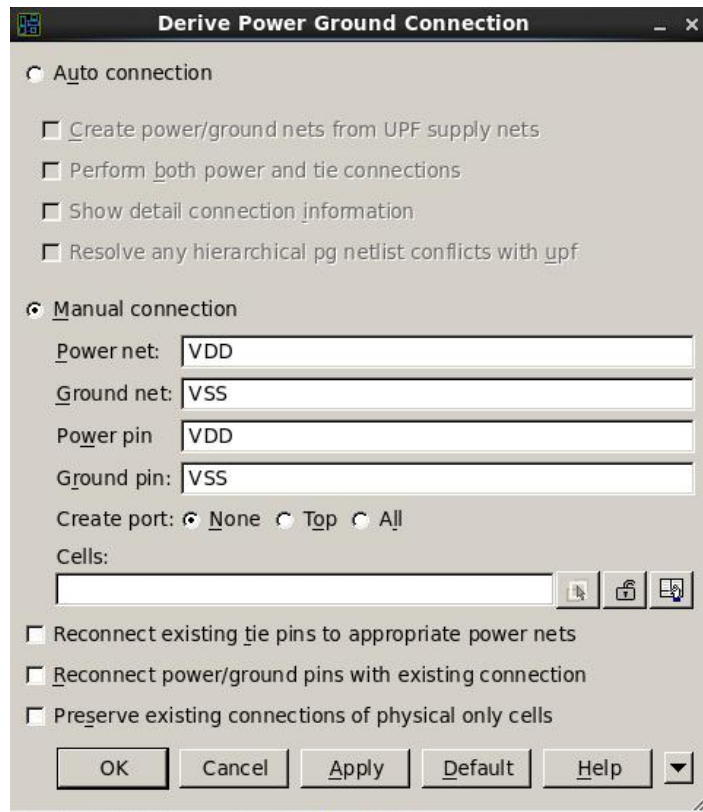 Derive Power Ground Connection
Auto connection
Create power/ground nets from UPF supply nets
Perform both power and tie connections
Show detail connection information
Resolve any hierarchical pg netlist conflicts with upf
Manual connection
Power net: VDD
Ground net: VSS
Power pin VDD
Ground pin: VSS
Create port: None Top All
Cells:
Reconnect existing tie pins to appropriate power nets
Reconnect power/ground pins with existing connection
Preserve existing connections of physical only cells
OK Cancel Apply Default Help